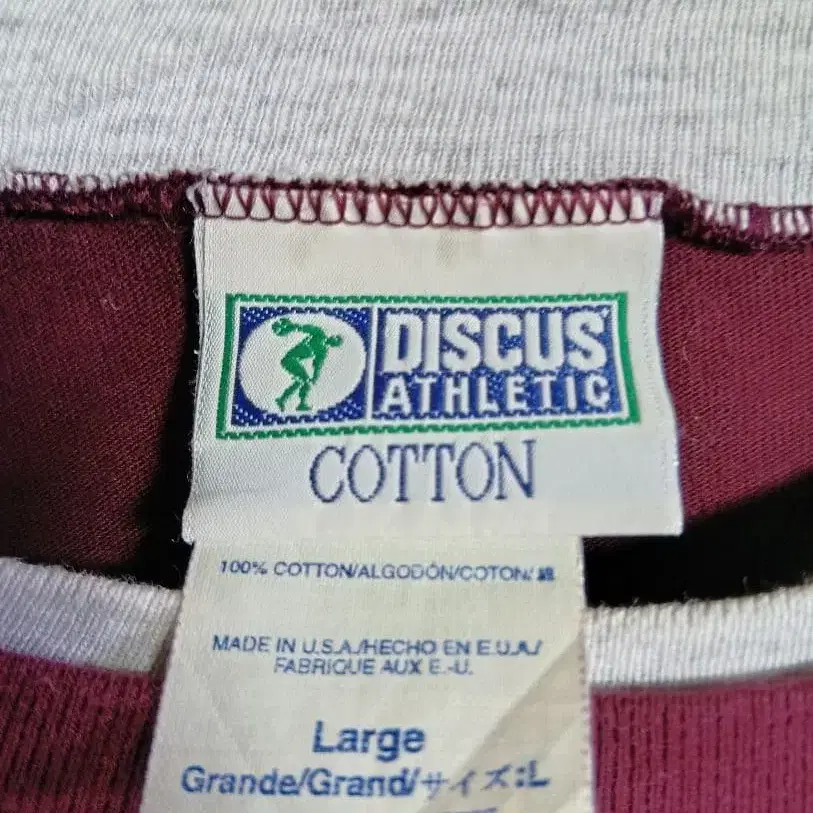 DISCUS
ATHLETIC
COTTON
100% COTTON/ALGODÓN/COTON/綿
MADE IN U.S.A./HECHO EN E.U.A/
FABRIQUE AUX E.-U.
Large
Grande/Grand/サイズ:L